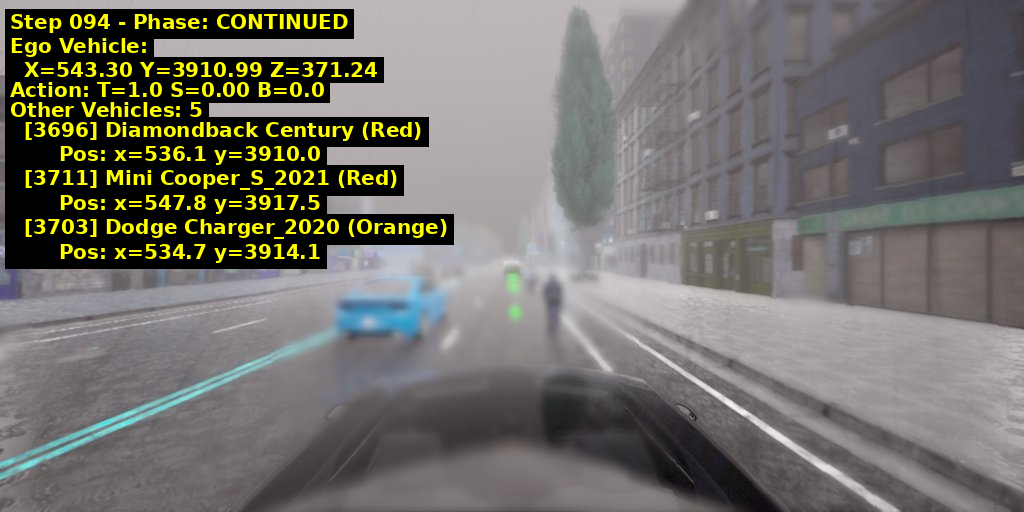 Step 094 - Phase: CONTINUED
Ego Vehicle:
X=543.30 Y=3910.99 Z=371.24
Action: T=1.0 S=0.00 B=0.0
Other Vehicles: 5
[3696] Diamondback Century (Red)
Pos: x=536.1 y=3910.0
[3711] Mini Cooper_S_2021 (Red)
Pos: x=547.8 y=3917.5
[3703] Dodge Charger_2020 (Orange)
Pos: x=534.7 y=3914.1